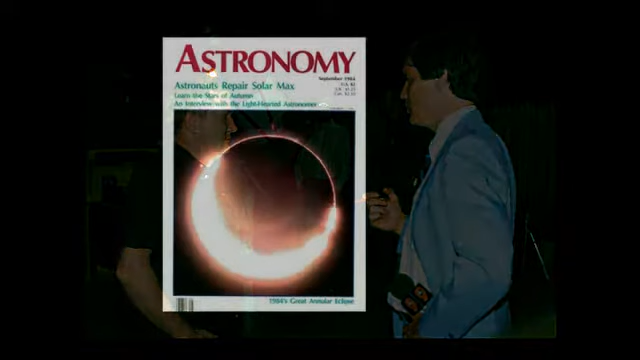 ASTRONOMY
September 1984
Astronauts Repair Solar Max
Learn the Stars of Autumn
An Interview with the Light-Hearted Astronomer
1984's Great Annular Eclipse